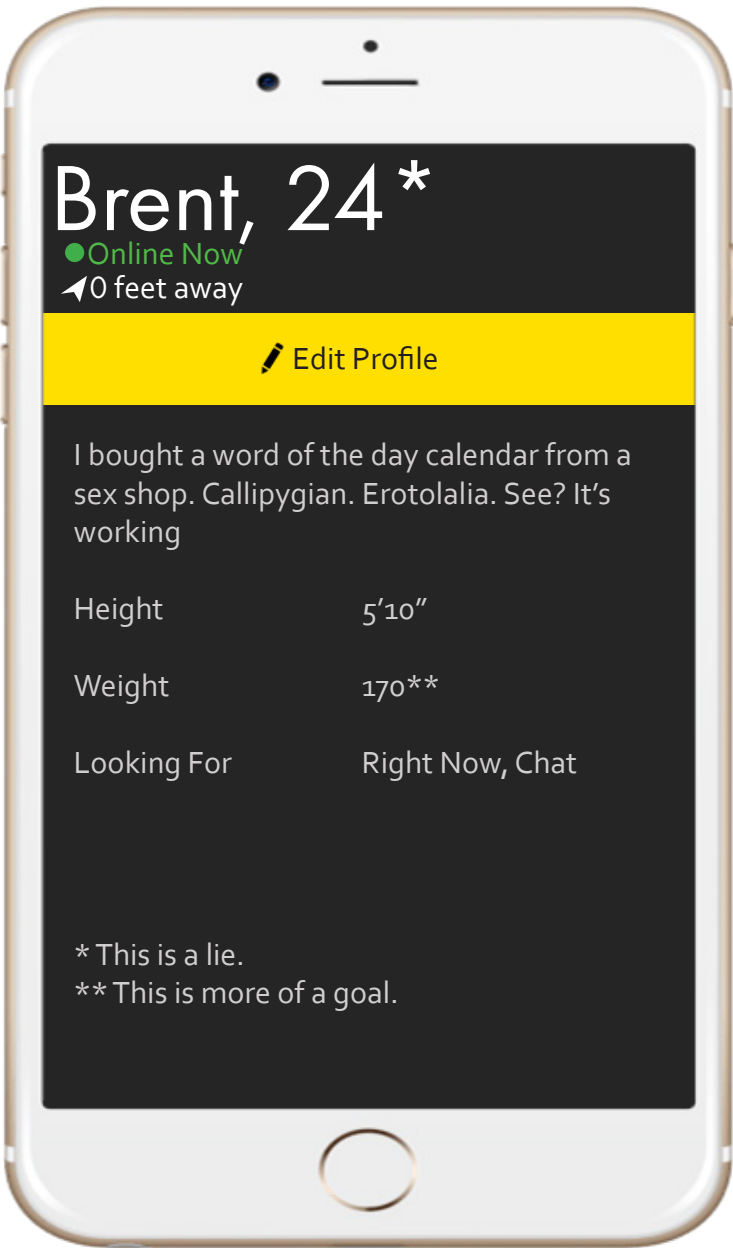 Brent, 24*
Online Now
0 feet away
Edit Profile
I bought a word of the day calendar from a
sex shop. Callipygian. Erotolalia. See? It’s
working
Height 5’10”
Weight 170**
Looking For Right Now, Chat
* This is a lie.
** This is more of a goal.